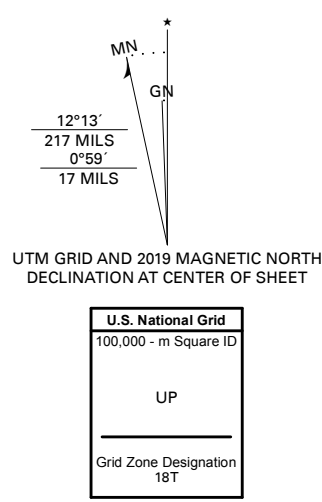 ★
MN
GN
12°13´
217 MILS
0°59´
17 MILS
UTM GRID AND 2019 MAGNETIC NORTH
DECLINATION AT CENTER OF SHEET
U.S. National Grid
100,000 - m Square ID
UP
Grid Zone Designation
18T